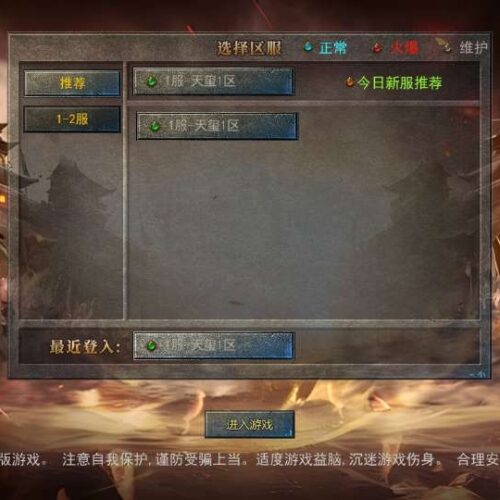 选择区服 正常 火爆 维护
推荐 1服-天玺1区 今日新服推荐
1-2服 1服-天玺1区
最近登入: 1服-天玺1区
进入游戏
版游戏。 注意自我保护,谨防受骗上当。适度游戏益脑,沉迷游戏伤身。 合理安